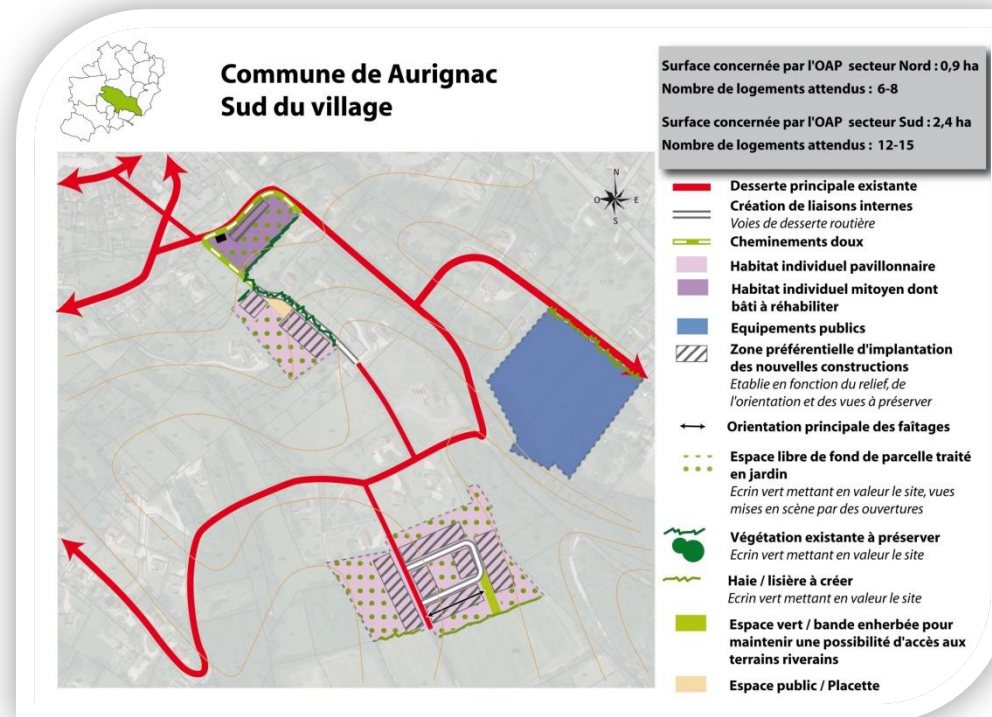 Commune de Aurignac
Sud du village
Surface concernée par l'OAP secteur Nord : 0,9 ha
Nombre de logements attendus : 6-8
Surface concernée par l'OAP secteur Sud : 2,4 ha
Nombre de logements attendus : 12-15
N
O
E
S
Desserte principale existante
Création de liaisons internes
Voies de desserte routière
Cheminements doux
Habitat individuel pavillonnaire
Habitat individuel mitoyen dont
bâti à réhabiliter
Equipements publics
Zone préférentielle d'implantation
des nouvelles constructions
Etablie en fonction du relief, de
l'orientation et des vues à préserver
Orientation principale des faîtages
Espace libre de fond de parcelle traité
en jardin
Ecrin vert mettant en valeur le site, vues
mises en scène par des ouvertures
Végétation existante à préserver
Ecrin vert mettant en valeur le site
Haie / lisière à créer
Ecrin vert mettant en valeur le site
Espace vert / bande enherbée pour
maintenir une possibilité d'accès aux
terrains riverains
Espace public / Placette